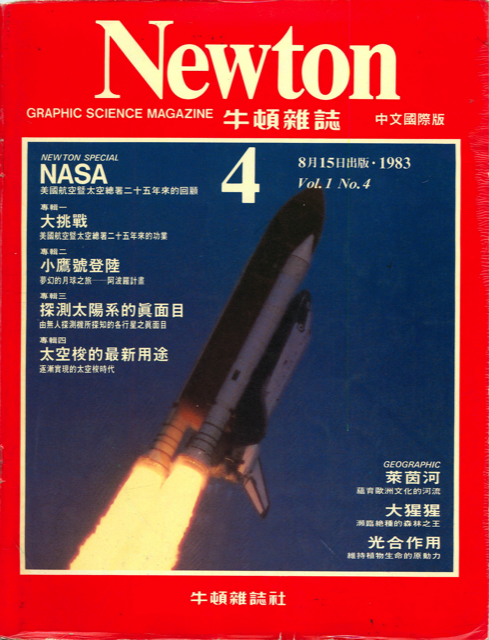 Newton
GRAPHIC SCIENCE MAGAZINE 牛頓雜誌 中文國際版
NEWTON SPECIAL
NASA
美國航空暨太空總署二十五年來的回顧
4
8月15日出版・1983
Vol.1 No.4
專輯一
大挑戰
美國航空暨太空總署二十五年來的功業
專輯二
小鷹號登陸
夢幻的月球之旅——阿波羅計畫
專輯三
探測太陽系的眞面目
由無人探測機所探知的各行星之眞面目
專輯四
太空梭的最新用途
逐漸實現的太空梭時代
GEOGRAPHIC
萊茵河
蘊育歐洲文化的河流
大猩猩
瀕臨絕種的森林之王
光合作用
維持植物生命的原動力
牛頓雜誌社